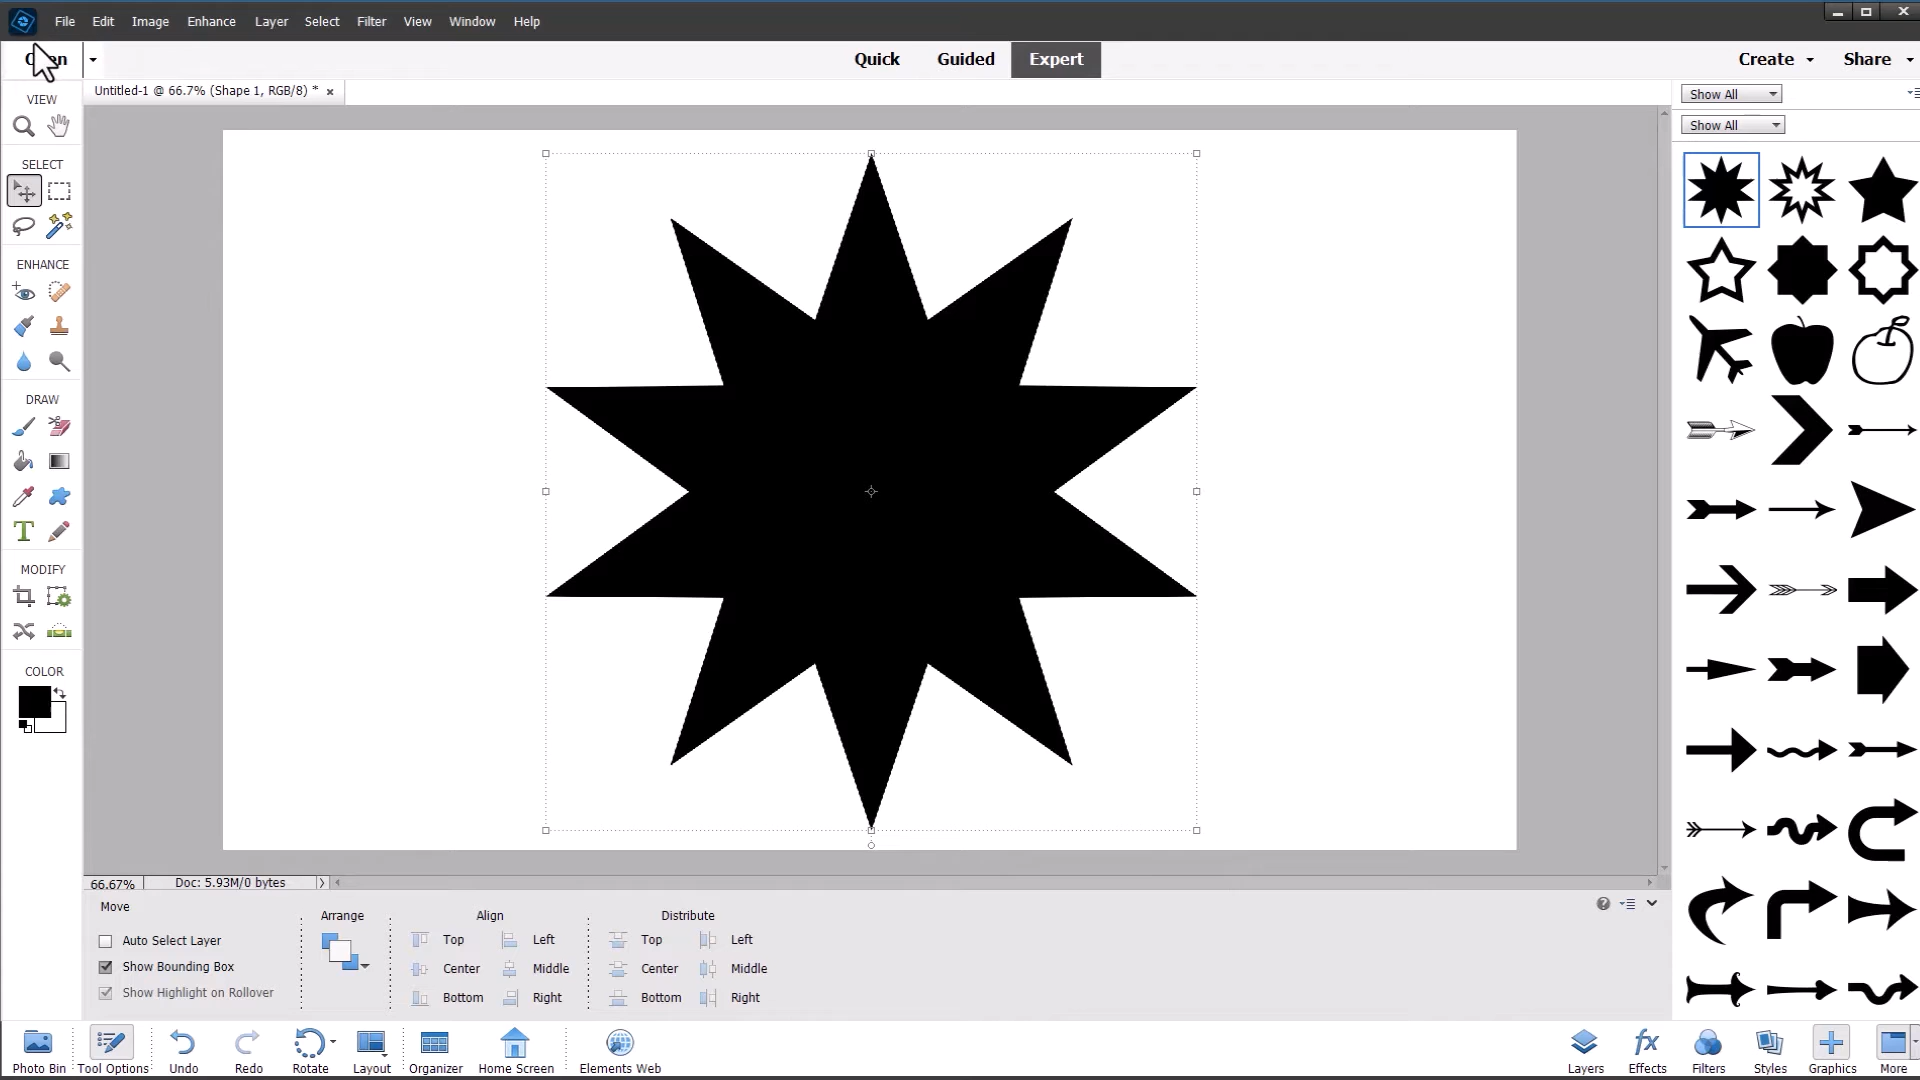 File Edit Image Enhance Layer Select Filter View Window Help
Quick Guided Expert Create Share
Untitled-1 @ 66.7% (Shape 1, RGB/8) * ×
Show All
Show All
VIEW
SELECT
ENHANCE
DRAW
MODIFY
COLOR
66.67% Doc: 5.93M/0 bytes
Move
Auto Select Layer
Show Bounding Box
Show Highlight on Rollover
Arrange
Align
Top Left
Center Middle
Bottom Right
Distribute
Top Left
Center Middle
Bottom Right
Photo Bin Tool Options Undo Redo Rotate Layout Organizer Home Screen Elements Web Layers Effects Filters Styles Graphics More